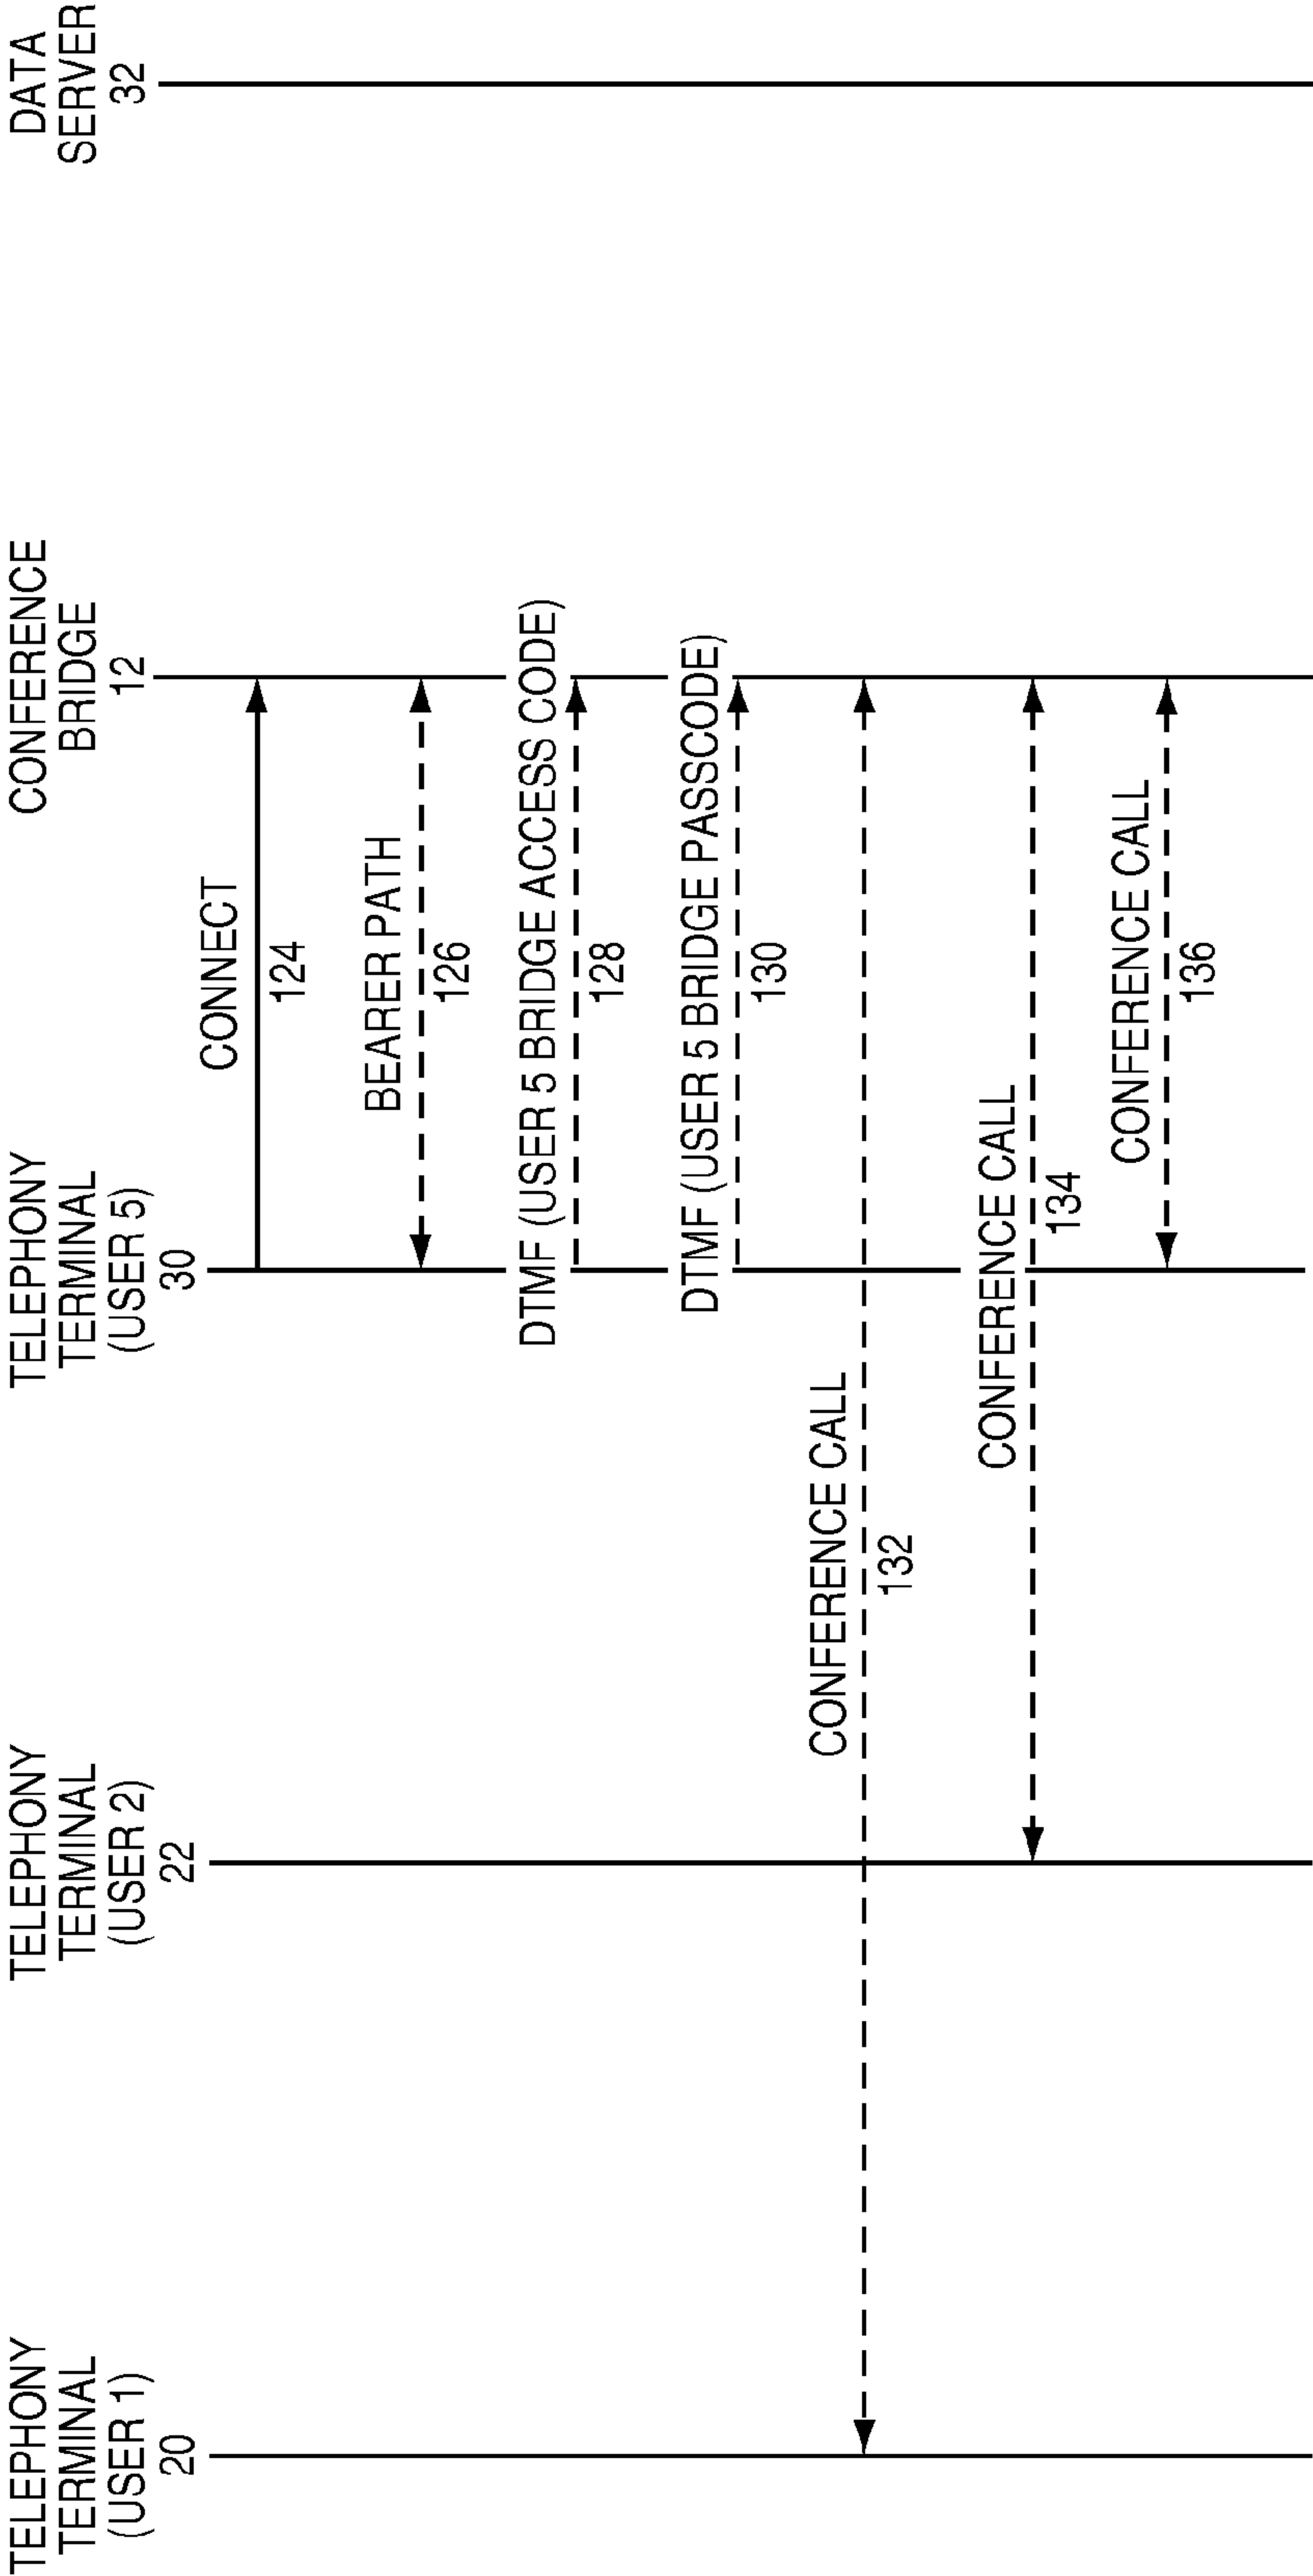 TELEPHONY
TERMINAL
(USER 1)
20
TELEPHONY
TERMINAL
(USER 2)
22
TELEPHONY
TERMINAL
(USER 5)
30
CONFERENCE
BRIDGE
12
DATA
SERVER
32
CONNECT
124
BEARER PATH
126
DTMF (USER 5 BRIDGE ACCESS CODE)
128
DTMF (USER 5 BRIDGE PASSCODE)
130
CONFERENCE CALL
132
CONFERENCE CALL
134
CONFERENCE CALL
136